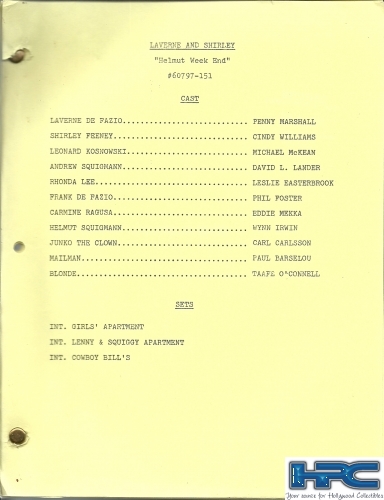 LAVERNE AND SHIRLEY
"Helmut Week End"
#60797-151
CAST
LAVERNE DE FAZIO........................... PENNY MARSHALL
SHIRLEY FEENEY............................. CINDY WILLIAMS
LEONARD KOSNOWSKI.......................... MICHAEL McKEAN
ANDREW SQUIGMANN........................... DAVID L. LANDER
RHONDA LEE................................. LESLIE EASTERBROOK
FRANK DE FAZIO............................. PHIL FOSTER
CARMINE RAGUSA............................. EDDIE MEKKA
HELMUT SQUIGMANN........................... WYNN IRWIN
JUNKO THE CLOWN............................ CARL CARLSSON
MAILMAN.................................... PAUL BARSELOU
BLONDE..................................... TAAFE O'CONNELL
SETS
INT. GIRLS' APARTMENT
INT. LENNY & SQUIGGY APARTMENT
INT. COWBOY BILL'S
HPC
Your source for Hollywood Collectibles